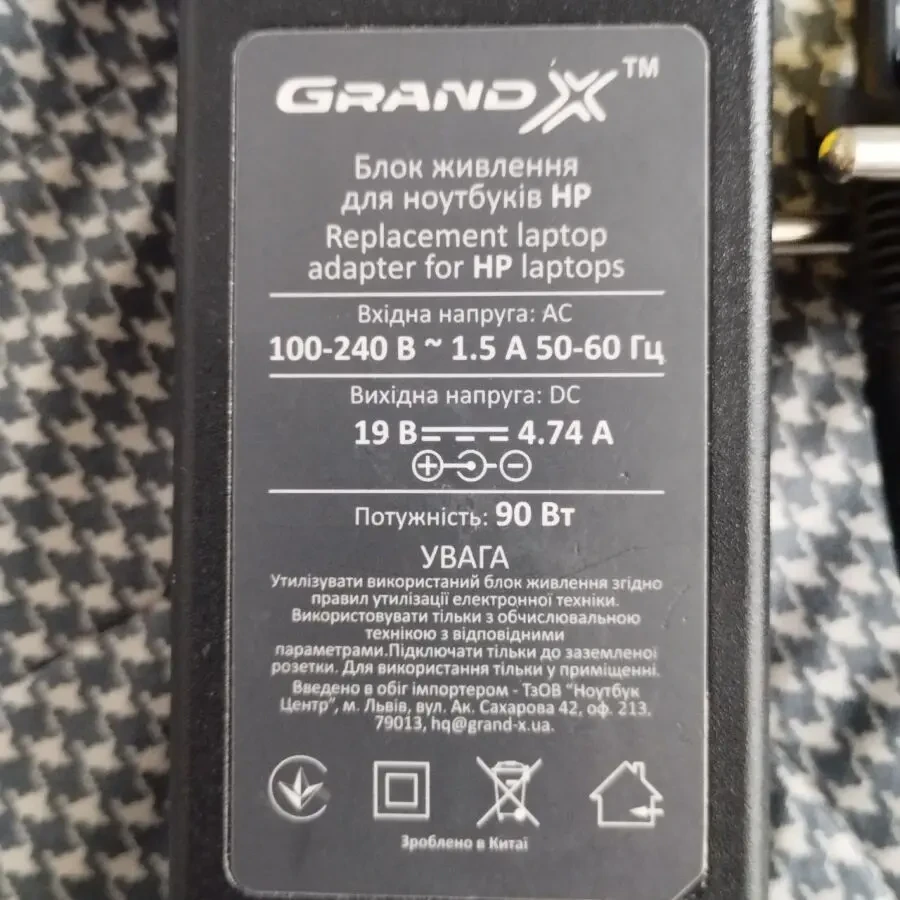 GRANDX™
Блок живлення
для ноутбуків HP
Replacement laptop
adapter for HP laptops
Вхідна напруга: AC
100-240 В ~ 1.5 А 50-60 Гц
Вихідна напруга: DC
19 В 4.74 А
Потужність: 90 Вт
УВАГА
Утилізувати використаний блок живлення згідно
правил утилізації електронної техніки.
Використовувати тільки з обчислювальною
технікою з відповідними
параметрами.Підключати тільки до заземленої
розетки. Для використання тільки у приміщенні.
Введено в обіг імпортером - ТзОВ "Ноутбук
Центр", м. Львів, вул. Ак. Сахарова 42, оф. 213,
79013, hq@grand-x.ua.
Зроблено в Китаї